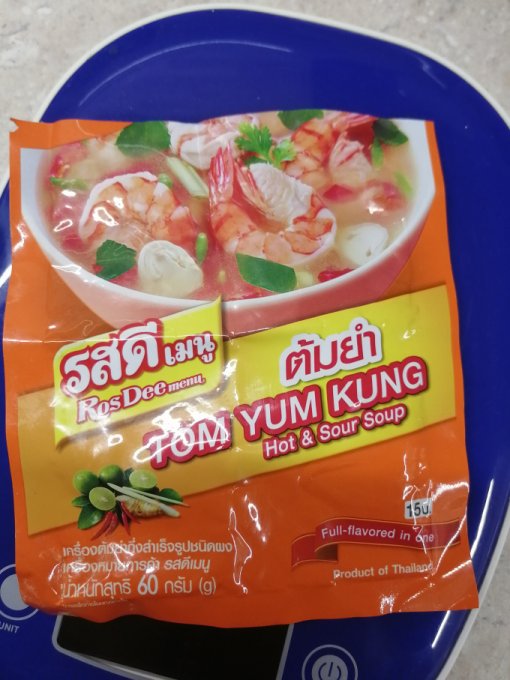 รสดีเมนู
Ros Dee menu
ต้มยำ
TOM YUM KUNG
Hot & Sour Soup
15บ.
Full-flavored in one
Product of Thailand
เครื่องต้มยำกึ่งสำเร็จรูปชนิดผง
เครื่องหมายการค้า รสดีเมนู
น้ำหนักสุทธิ 60 กรัม (g)
UNIT